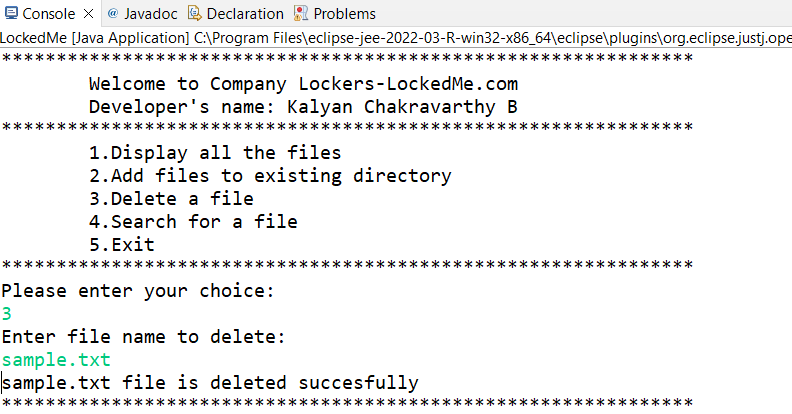 Console Javadoc Declaration Problems
LockedMe [Java Application] C:\Program Files\eclipse-jee-2022-03-R-win32-x86_64\eclipse\plugins\org.eclipse.justj.ope
***************************************************************
Welcome to Company Lockers-LockedMe.com
Developer's name: Kalyan Chakravarthy B
***************************************************************
1.Display all the files
2.Add files to existing directory
3.Delete a file
4.Search for a file
5.Exit
***************************************************************
Please enter your choice:
3
Enter file name to delete:
sample.txt
sample.txt file is deleted succesfully
***************************************************************